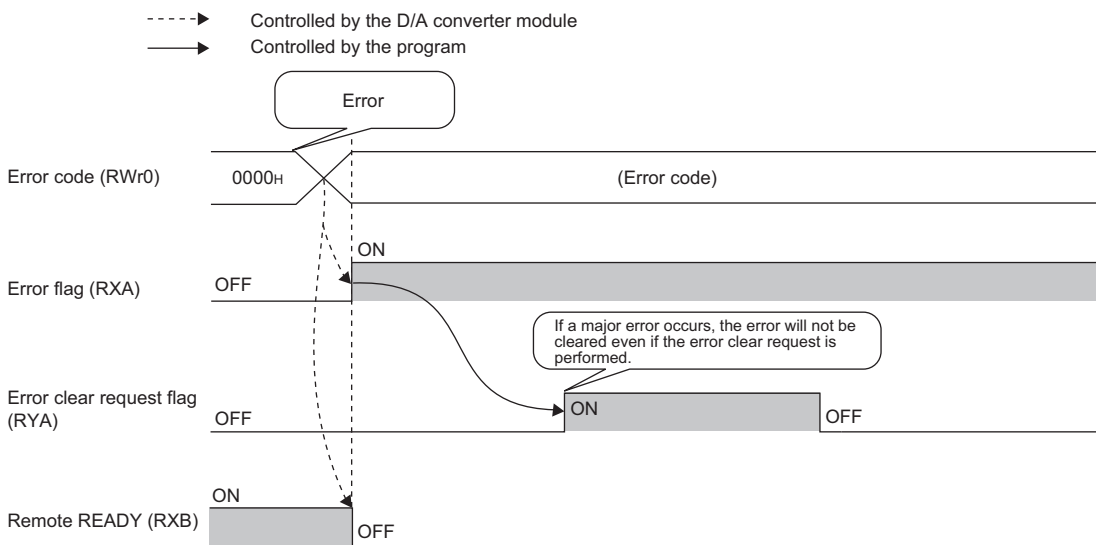 Controlled by the D/A converter module
Controlled by the program
Error
Error code (RWr0)
0000H
(Error code)
ON
Error flag (RXA)
OFF
If a major error occurs, the error will not be
cleared even if the error clear request is
performed.
Error clear request flag
(RYA)
OFF
ON
OFF
ON
Remote READY (RXB)
OFF